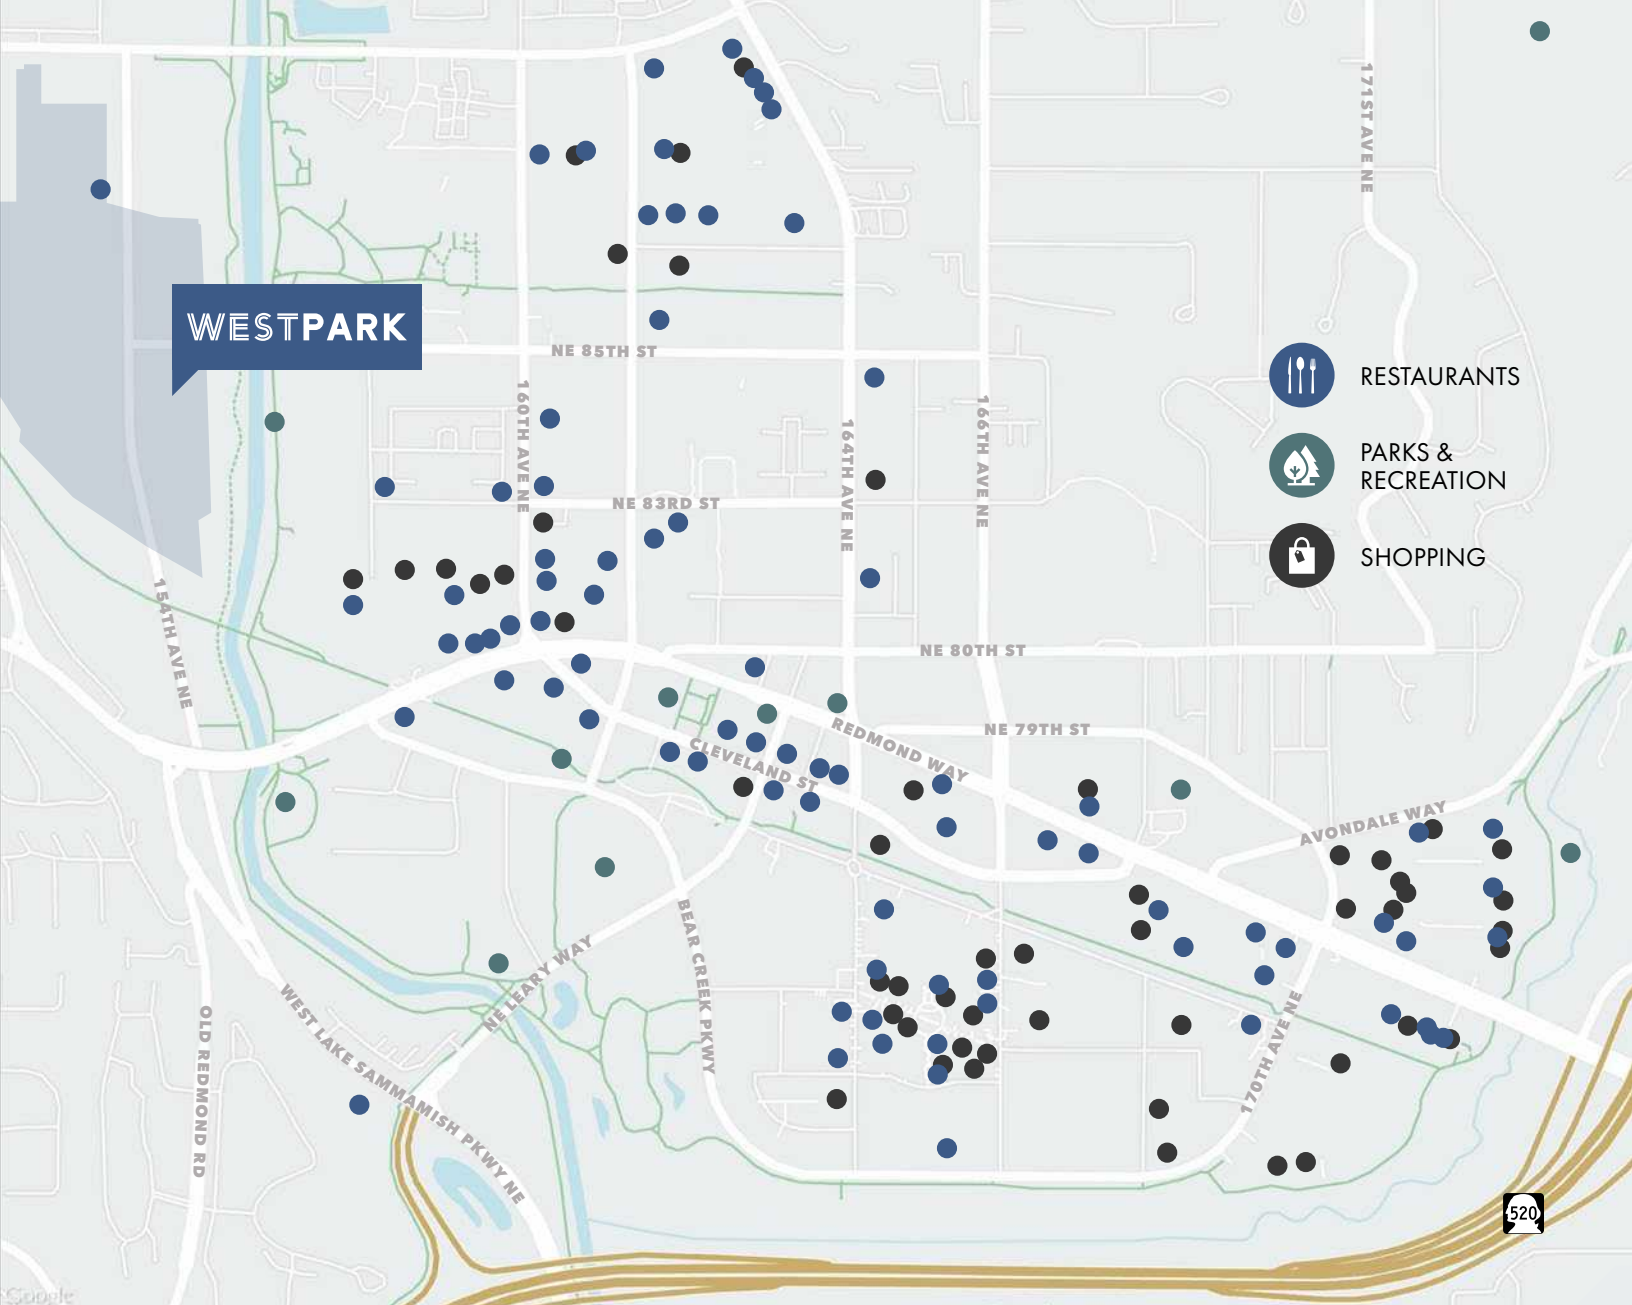 171ST AVE NE
WESTPARK
NE 85TH ST
RESTAURANTS
160TH AVE NE
166TH AVE NE
164TH AVE NE
PARKS &
RECREATION
NE 83RD ST
SHOPPING
154TH AVE NE
NE 80TH ST
REDMOND WAY
NE 79TH ST
CLEVELAND ST
AVONDALE WAY
BEAR CREEK PKWY
NE LEARY WAY
WEST LAKE SAMMAMISH PKWY NE
OLD REDMOND RD
170TH AVE NE
520
Google